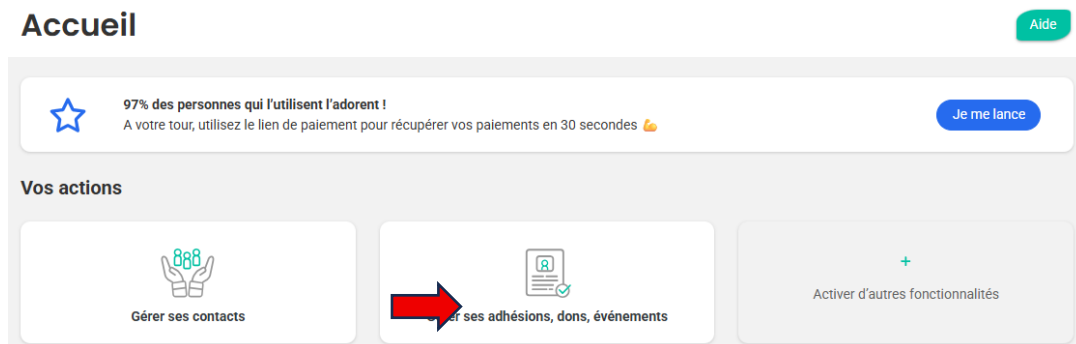 Accueil
Aide
97% des personnes qui l'utilisent l'adorent !
A votre tour, utilisez le lien de paiement pour récupérer vos paiements en 30 secondes 💪
Je me lance
Vos actions
Gérer ses contacts
ses adhésions, dons, événements
+
Activer d'autres fonctionnalités